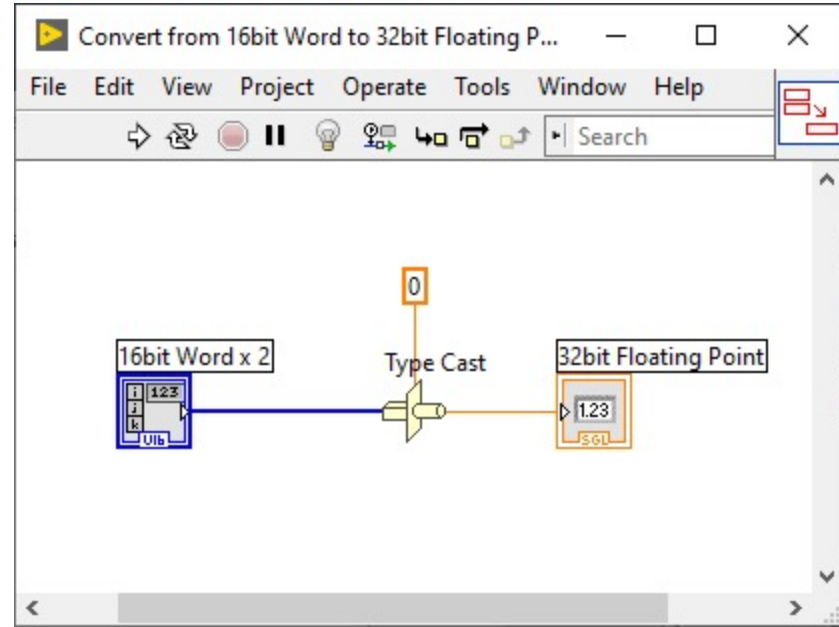 Convert from 16bit Word to 32bit Floating P...
File Edit View Project Operate Tools Window Help
Search
0
16bit Word x 2
Type Cast
32bit Floating Point
i 123
j
k
U16
1.23
SGL